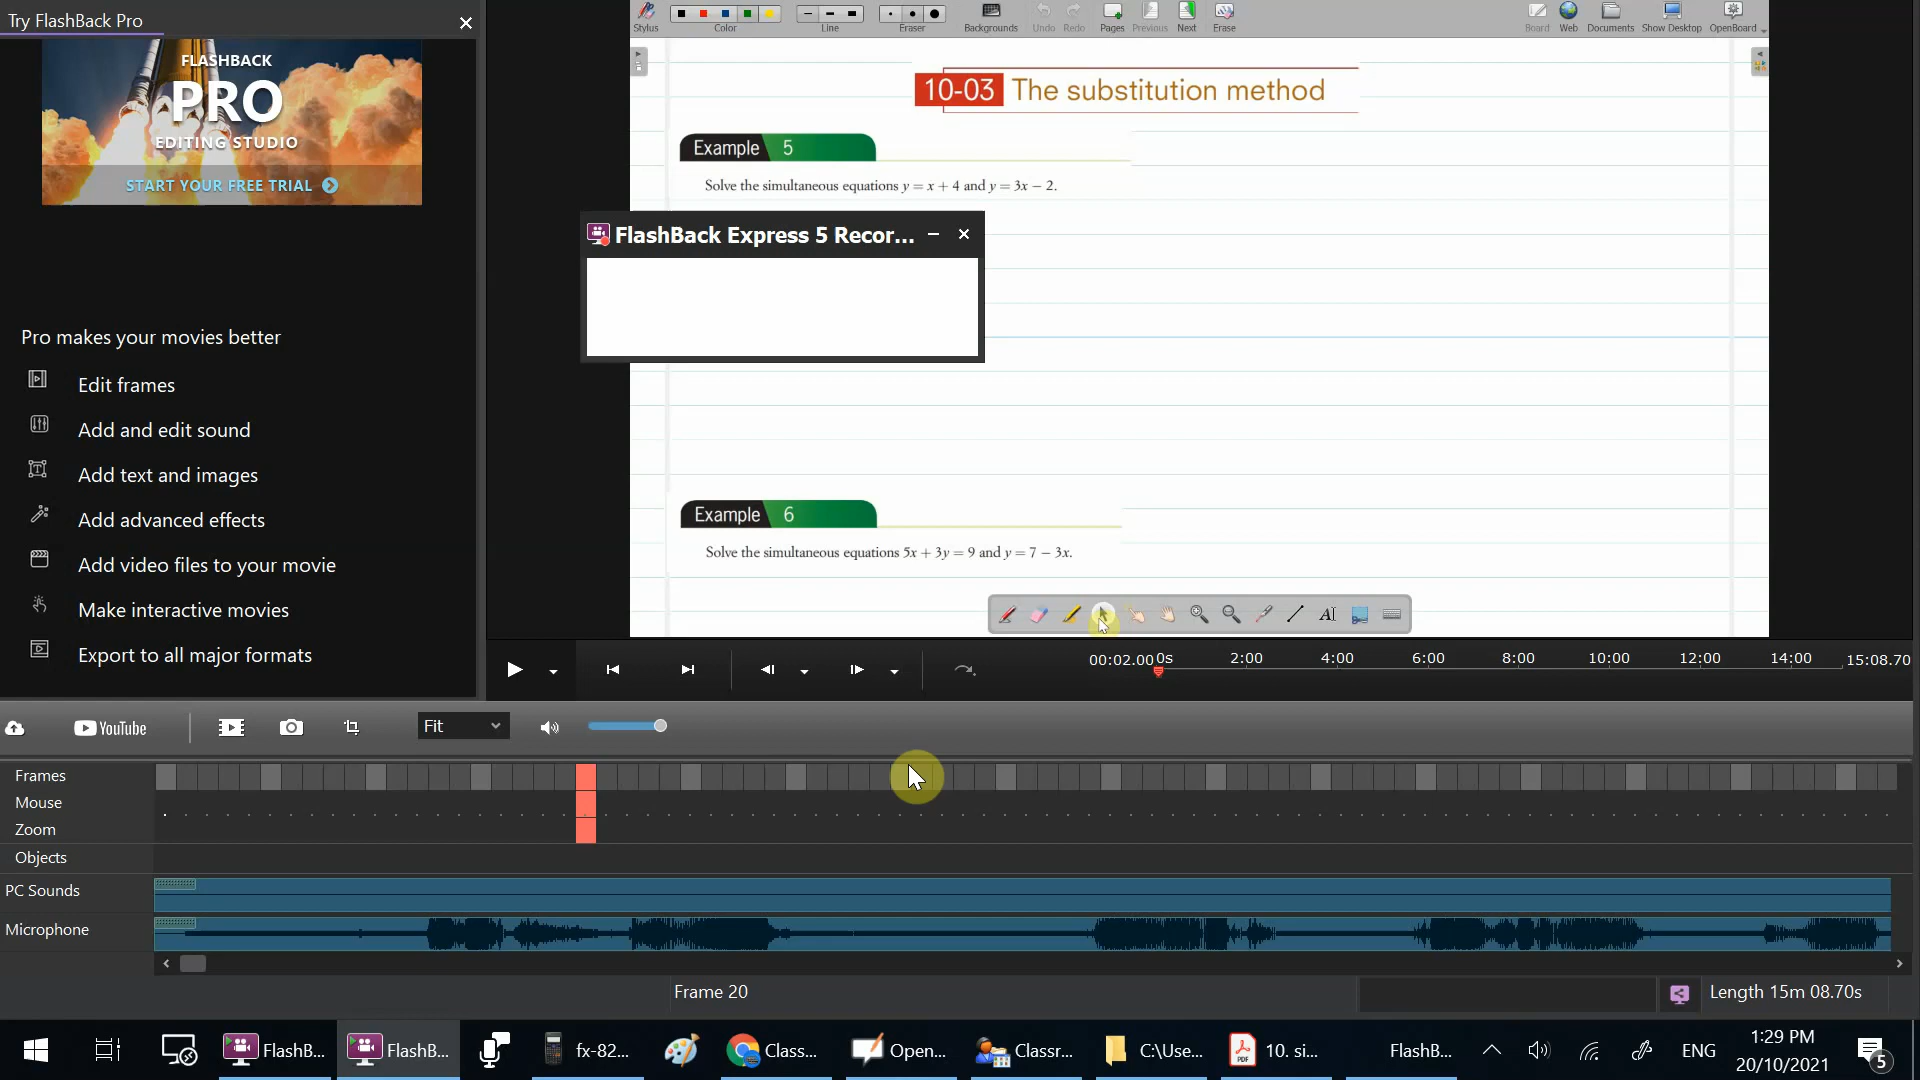 Try FlashBack Pro
FLASHBACK
PRO
EDITING STUDIO
START YOUR FREE TRIAL
Pro makes your movies better
Edit frames
Add and edit sound
Add text and images
Add advanced effects
Add video files to your movie
Make interactive movies
Export to all major formats
Stylus
Color
Line
Eraser
Backgrounds
Undo
Redo
Pages
Previous
Next
Erase
Board
Web
Documents
Show Desktop
OpenBoard
10-03 The substitution method
Example 5
Solve the simultaneous equations y = x + 4 and y = 3x − 2.
FlashBack Express 5 Recor...
Example 6
Solve the simultaneous equations 5x + 3y = 9 and y = 7 − 3x.
AI
00:02.00
0s
2:00
4:00
6:00
8:00
10:00
12:00
14:00
15:08.70
YouTube
Fit
Frames
Mouse
Zoom
Objects
PC Sounds
Microphone
Frame 20
Length 15m 08.70s
FlashB...
FlashB...
fx-82...
Class...
Open...
Classr...
C:\Use...
PDF
10. si...
FlashB...
ENG
1:29 PM
20/10/2021
5